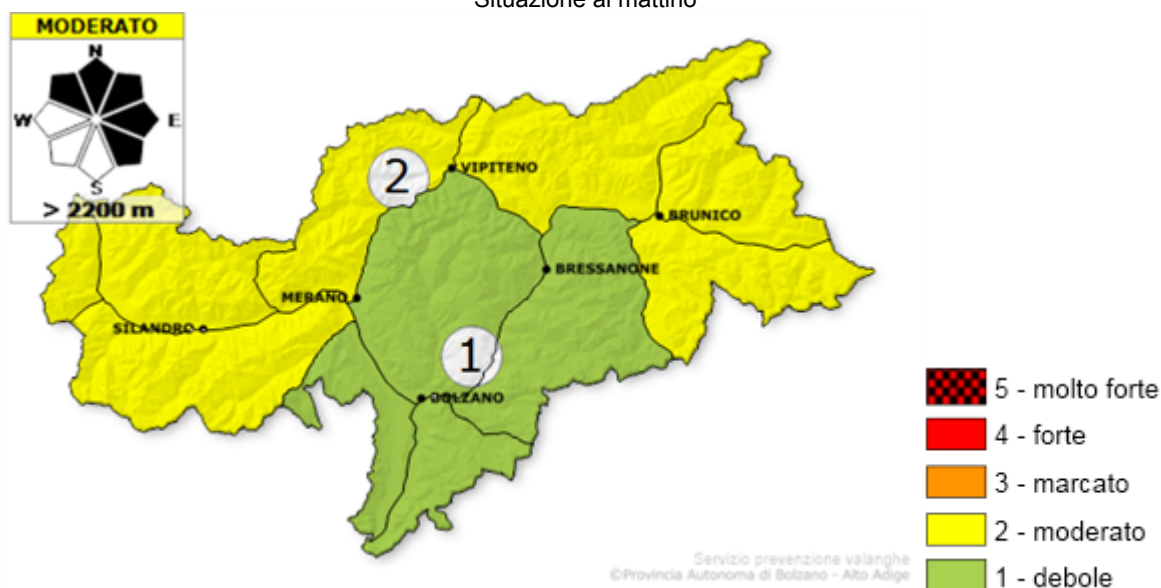 Situazione al mattino
MODERATO
N
W
E
S
> 2200 m
2
VIPITENO
BRUNICO
BRESSANONE
MERANO
SILANDRO
1
BOLZANO
5 - molto forte
4 - forte
3 - marcato
2 - moderato
1 - debole
Servizio prevenzione valanghe
©Provincia Autonoma di Bolzano - Alto Adige